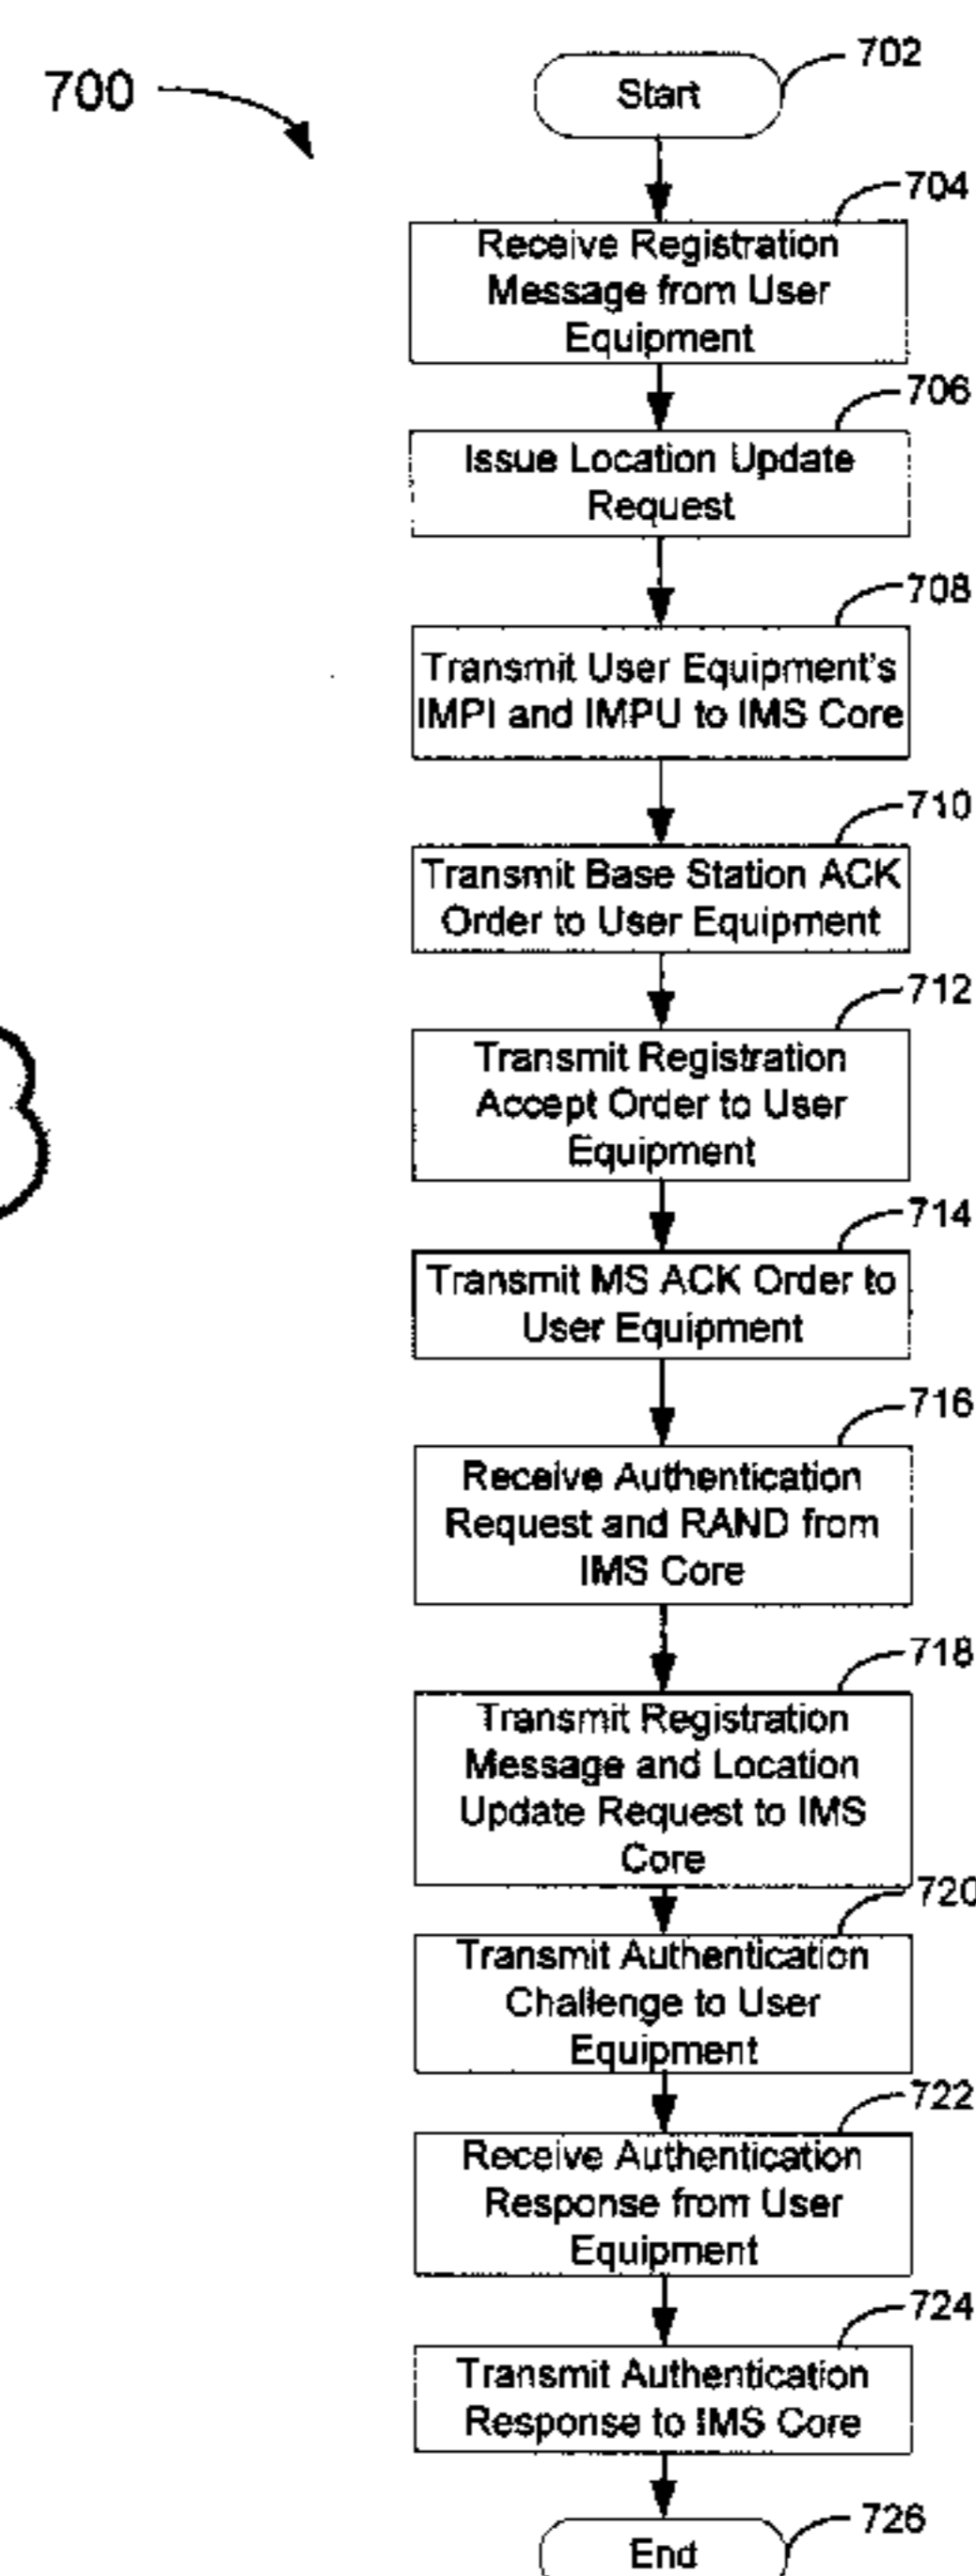 700
702
Start
704
Receive Registration
Message from User
Equipment
706
Issue Location Update
Request
708
Transmit User Equipment's
IMPI and IMPU to IMS Core
710
Transmit Base Station ACK
Order to User Equipment
712
Transmit Registration
Accept Order to User
Equipment
714
Transmit MS ACK Order to
User Equipment
716
Receive Authentication
Request and RAND from
IMS Core
718
Transmit Registration
Message and Location
Update Request to IMS
Core
720
Transmit Authentication
Challenge to User
Equipment
722
Receive Authentication
Response from User
Equipment
724
Transmit Authentication
Response to IMS Core
726
End